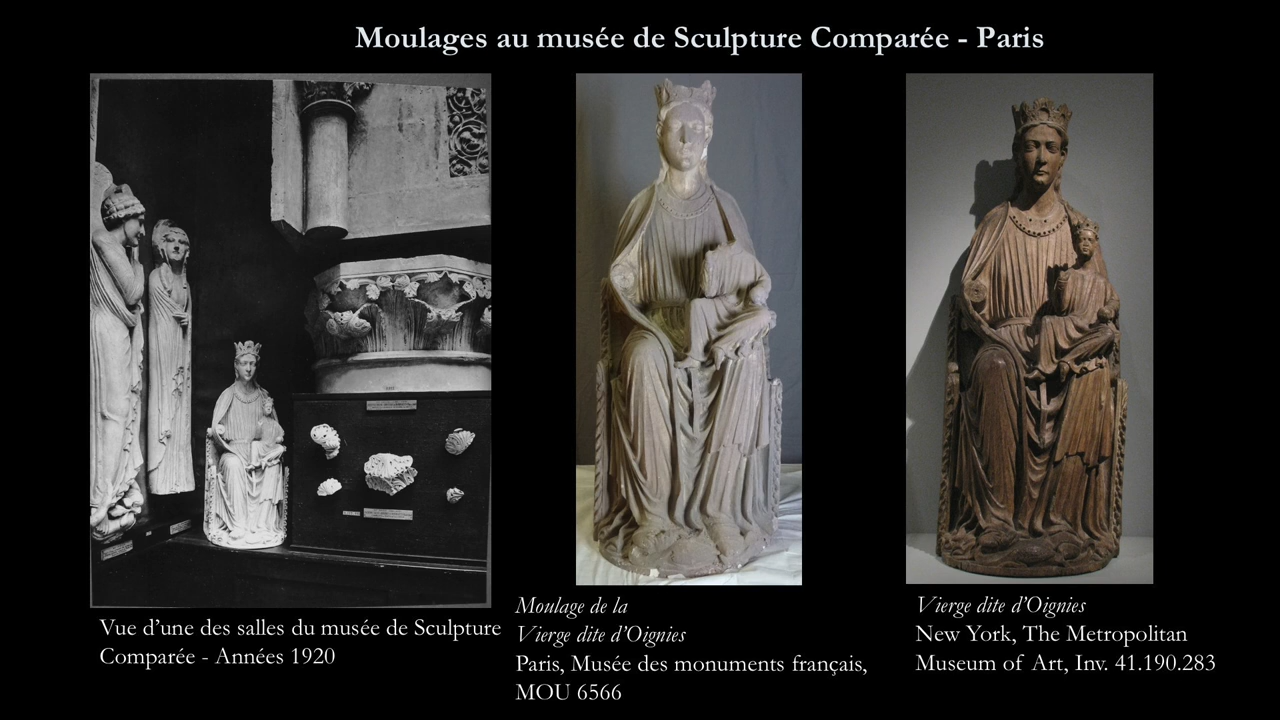 Moulages au musée de Sculpture Comparée - Paris
Vue d’une des salles du musée de Sculpture
Comparée - Années 1920
Moulage de la
Vierge dite d’Oignies
Paris, Musée des monuments français,
MOU 6566
Vierge dite d’Oignies
New York, The Metropolitan
Museum of Art, Inv. 41.190.283